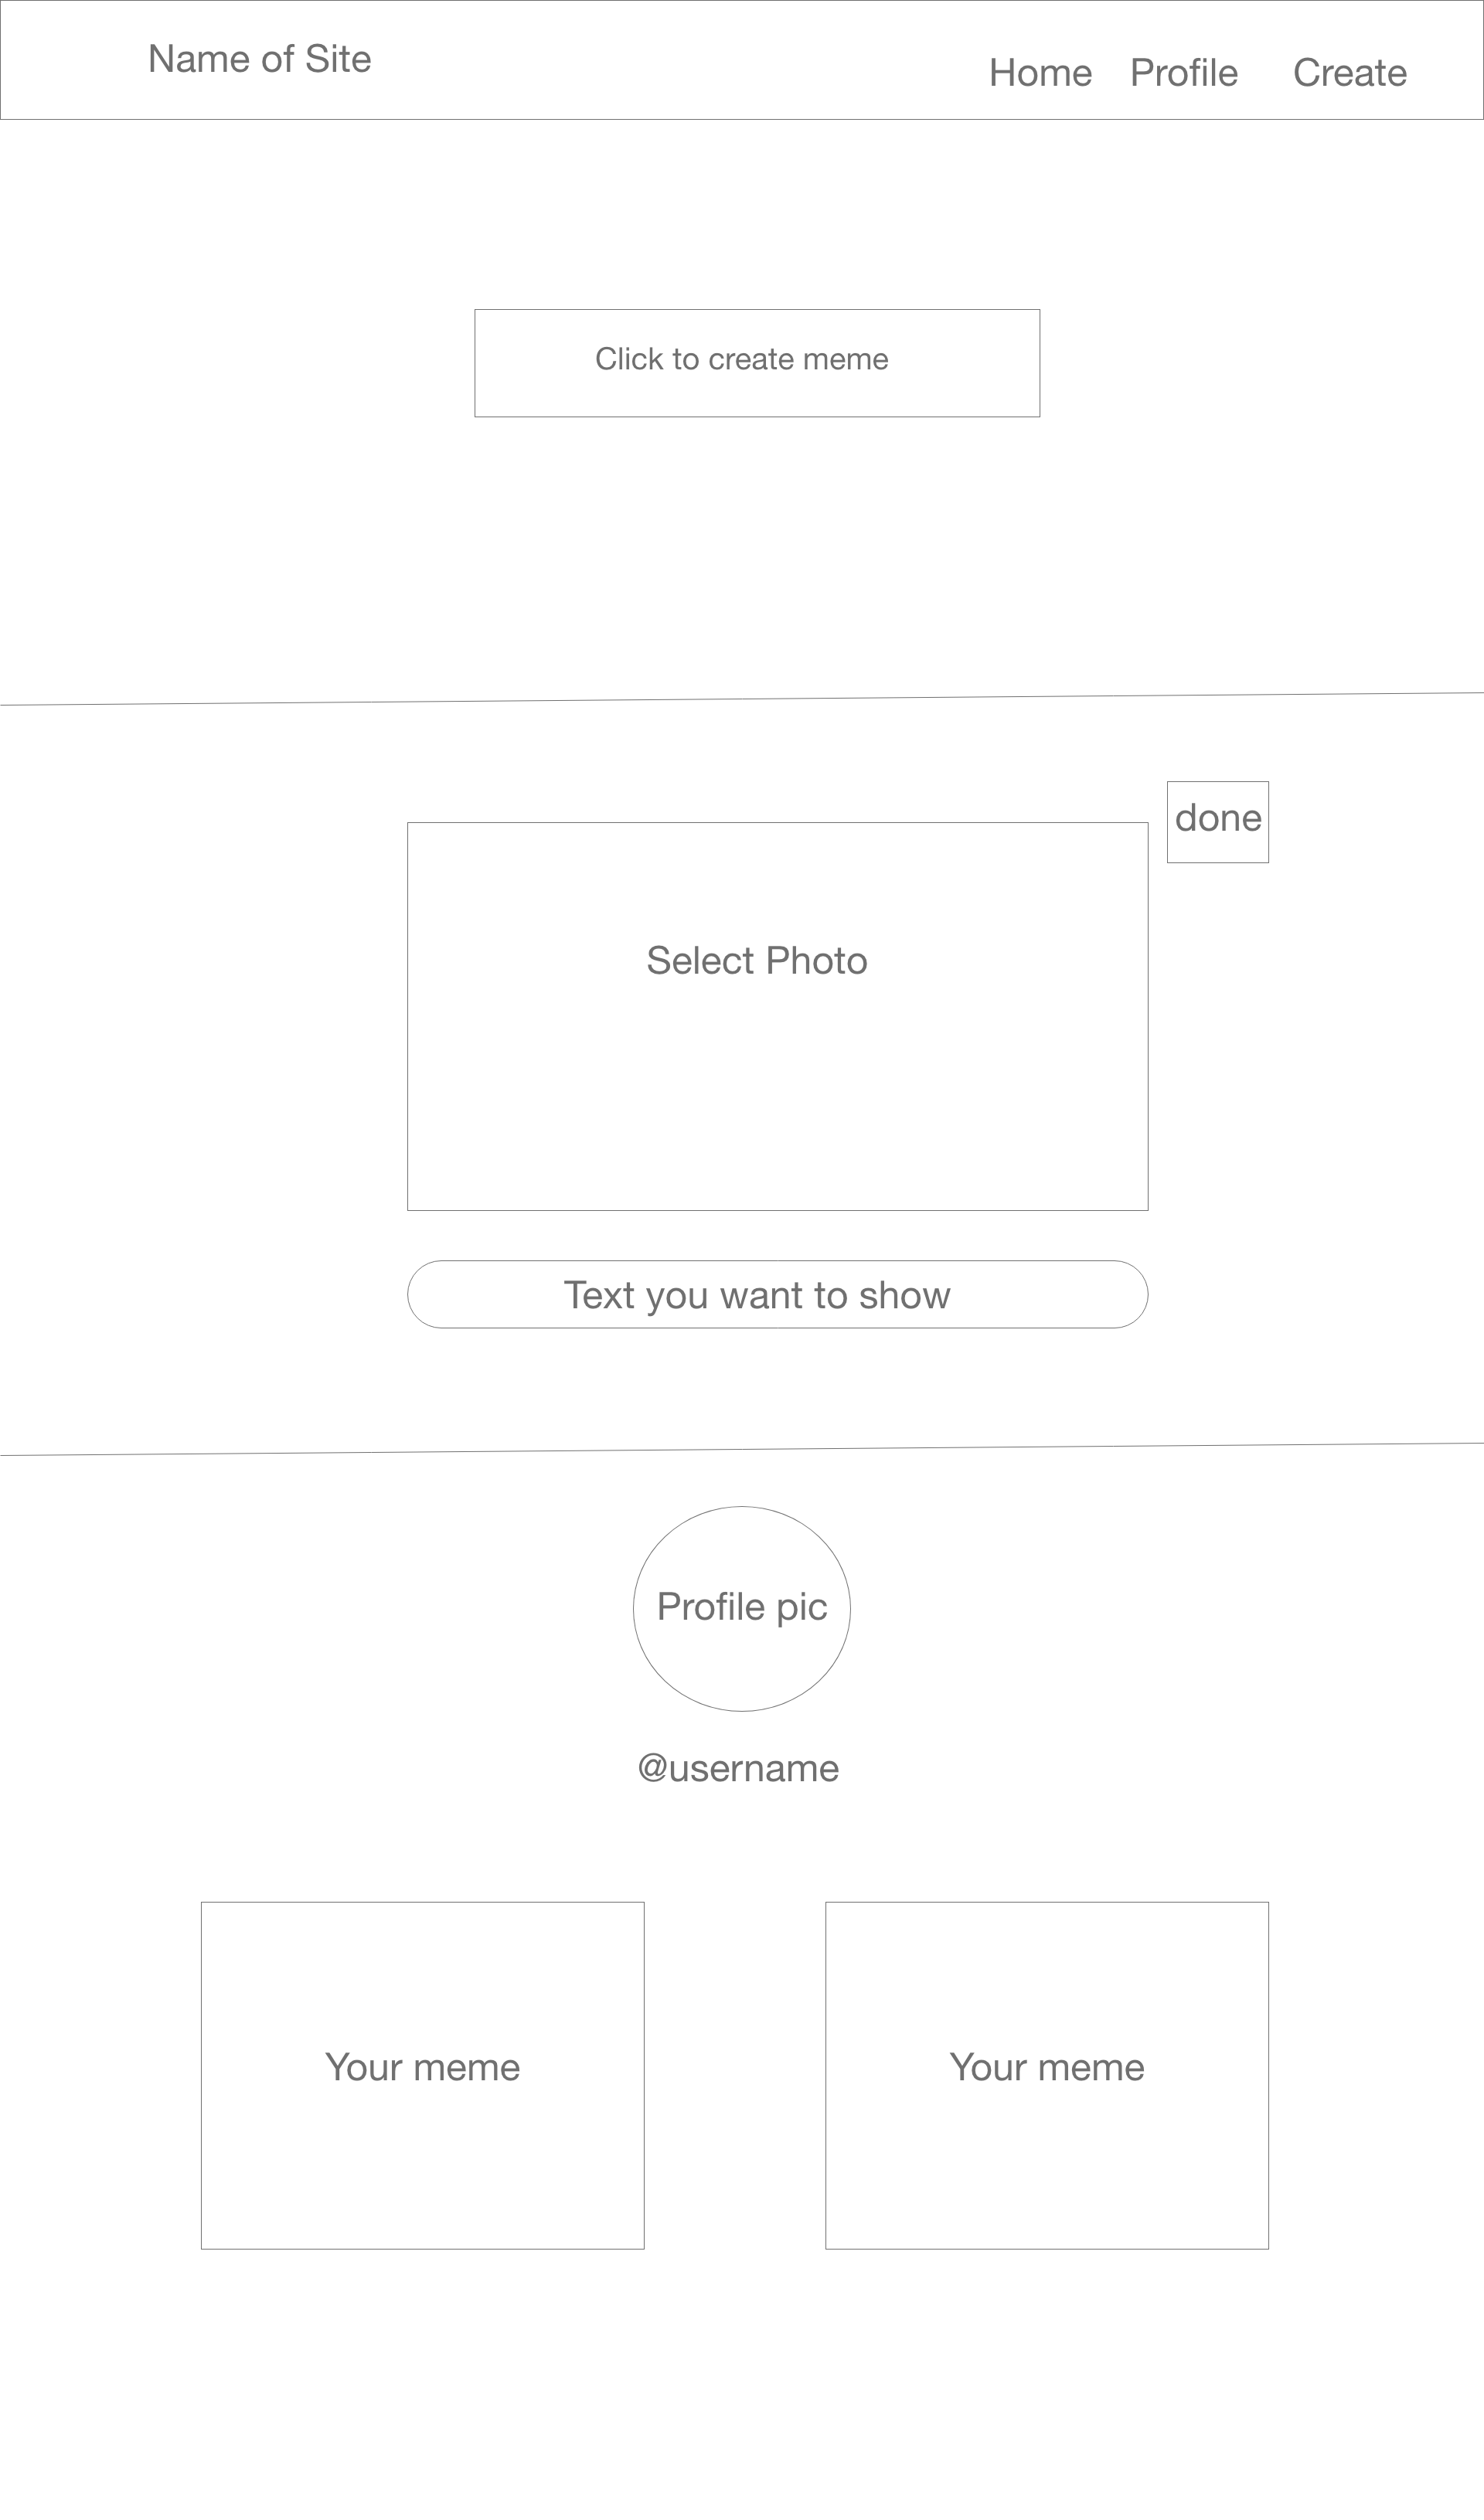 Name of Site
Home Profile Create
Click to create meme
done
Select Photo
Text you want to show
Profile pic
@username
Your meme
Your meme